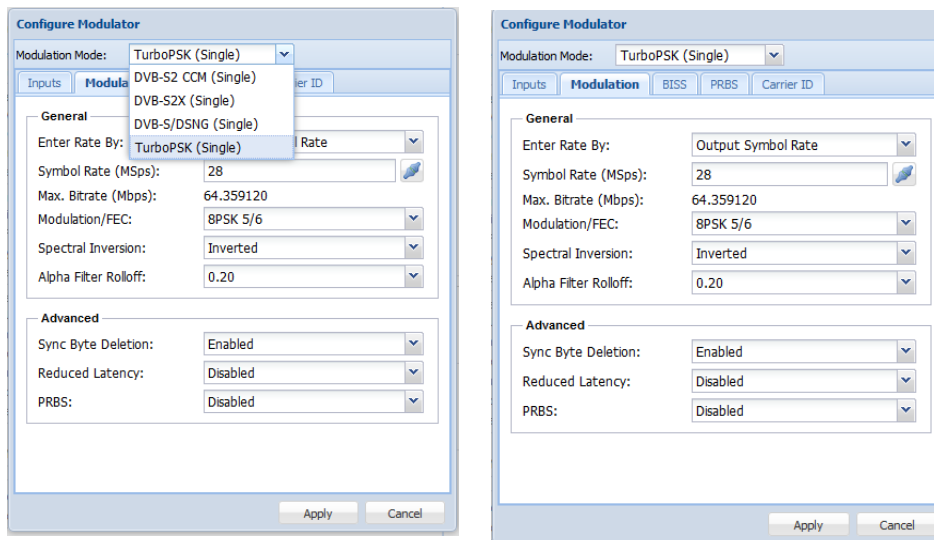 Configure Modulator
Modulation Mode: TurboPSK (Single)
DVB-S2 CCM (Single)
DVB-S2X (Single)
DVB-S/DSNG (Single)
TurboPSK (Single)
Inputs Modula ier ID
General
Enter Rate By: l Rate
Symbol Rate (MSps): 28
Max. Bitrate (Mbps): 64.359120
Modulation/FEC: 8PSK 5/6
Spectral Inversion: Inverted
Alpha Filter Rolloff: 0.20
Advanced
Sync Byte Deletion: Enabled
Reduced Latency: Disabled
PRBS: Disabled
Apply Cancel
Configure Modulator
Modulation Mode: TurboPSK (Single)
Inputs Modulation BISS PRBS Carrier ID
General
Enter Rate By: Output Symbol Rate
Symbol Rate (MSps): 28
Max. Bitrate (Mbps): 64.359120
Modulation/FEC: 8PSK 5/6
Spectral Inversion: Inverted
Alpha Filter Rolloff: 0.20
Advanced
Sync Byte Deletion: Enabled
Reduced Latency: Disabled
PRBS: Disabled
Apply Cancel